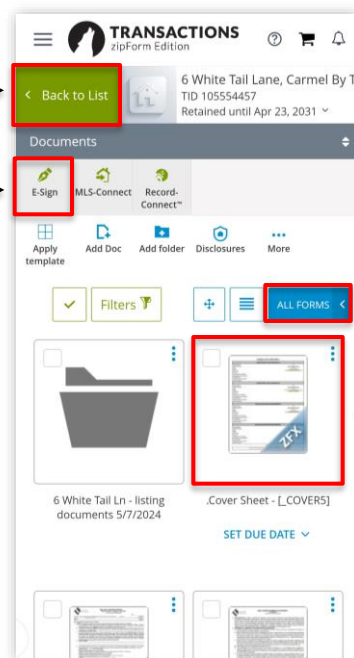 TRANSACTIONS
zipForm Edition
< Back to List
6 White Tail Lane, Carmel By T
TID 105554457
Retained until Apr 23, 2031
Documents
E-Sign
MLS-Connect
Record-
Connect™
Apply
template
Add Doc
Add folder
Disclosures
More
Filters
ALL FORMS <
ZFX
6 White Tail Ln - listing
documents 5/7/2024
.Cover Sheet - [_COVER5]
SET DUE DATE